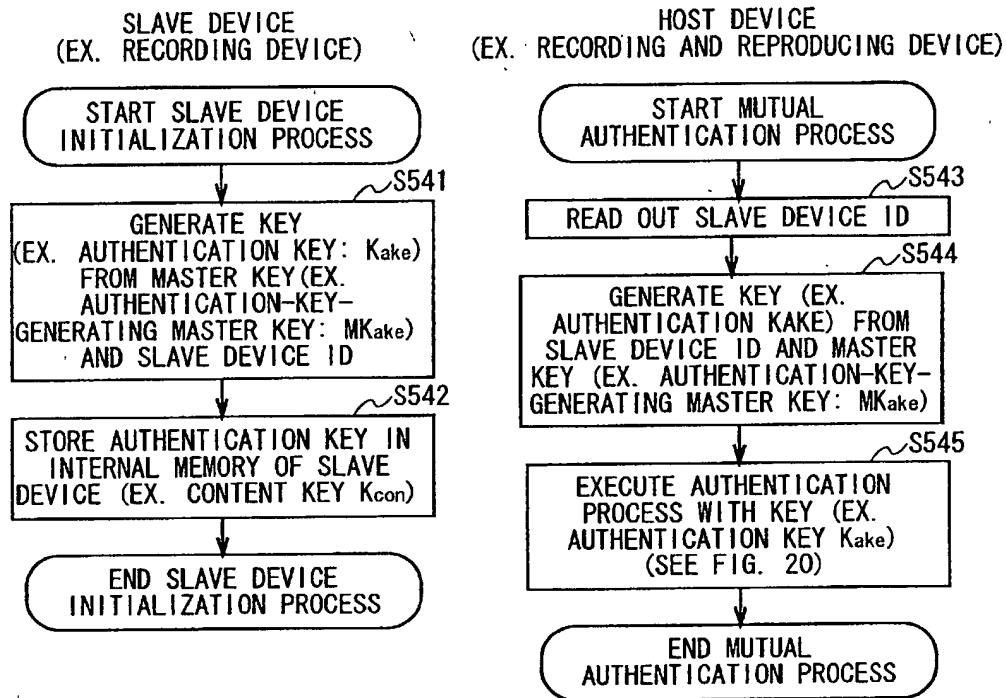 SLAVE DEVICE
(EX. RECORDING DEVICE)
START SLAVE DEVICE
INITIALIZATION PROCESS
S541
GENERATE KEY
(EX. AUTHENTICATION KEY: Kake)
FROM MASTER KEY(EX.
AUTHENTICATION-KEY-
GENERATING MASTER KEY: MKake)
AND SLAVE DEVICE ID
S542
STORE AUTHENTICATION KEY IN
INTERNAL MEMORY OF SLAVE
DEVICE (EX. CONTENT KEY Kcon)
END SLAVE DEVICE
INITIALIZATION PROCESS
HOST DEVICE
(EX. RECORDING AND REPRODUCING DEVICE)
START MUTUAL
AUTHENTICATION PROCESS
S543
READ OUT SLAVE DEVICE ID
S544
GENERATE KEY (EX.
AUTHENTICATION KAKE) FROM
SLAVE DEVICE ID AND MASTER
KEY (EX. AUTHENTICATION-KEY-
GENERATING MASTER KEY: MKake)
S545
EXECUTE AUTHENTICATION
PROCESS WITH KEY (EX.
AUTHENTICATION KEY Kake)
(SEE FIG. 20)
END MUTUAL
AUTHENTICATION PROCESS